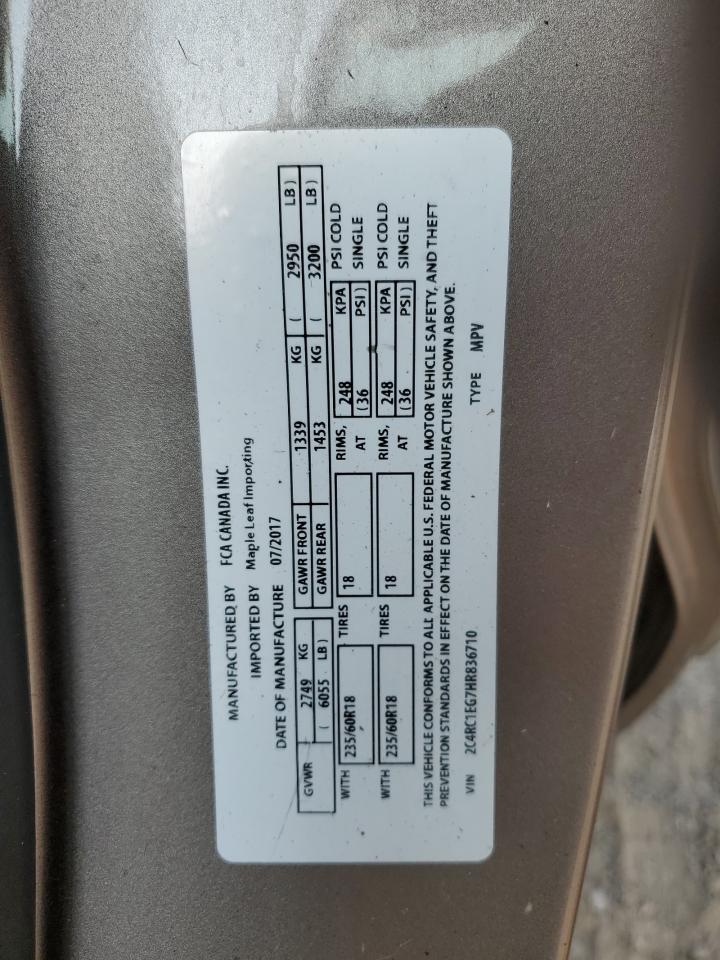 MANUFACTURED BY FCA CANADA INC.
IMPORTED BY Maple Leaf Importing
DATE OF MANUFACTURE 07/2017
GVWR 2749 KG GAWR FRONT 1339 KG ( 2950 LB )
( 6055 LB ) GAWR REAR 1453 KG ( 3200 LB )
WITH 235/60R18 TIRES 18 RIMS, 248 KPA PSI COLD
AT ( 36 PSI ) SINGLE
WITH 235/60R18 TIRES 18 RIMS, 248 KPA PSI COLD
AT ( 36 PSI ) SINGLE
THIS VEHICLE CONFORMS TO ALL APPLICABLE U.S. FEDERAL MOTOR VEHICLE SAFETY, AND THEFT
PREVENTION STANDARDS IN EFFECT ON THE DATE OF MANUFACTURE SHOWN ABOVE.
VIN 2C4RC1EG7HR836710 TYPE MPV